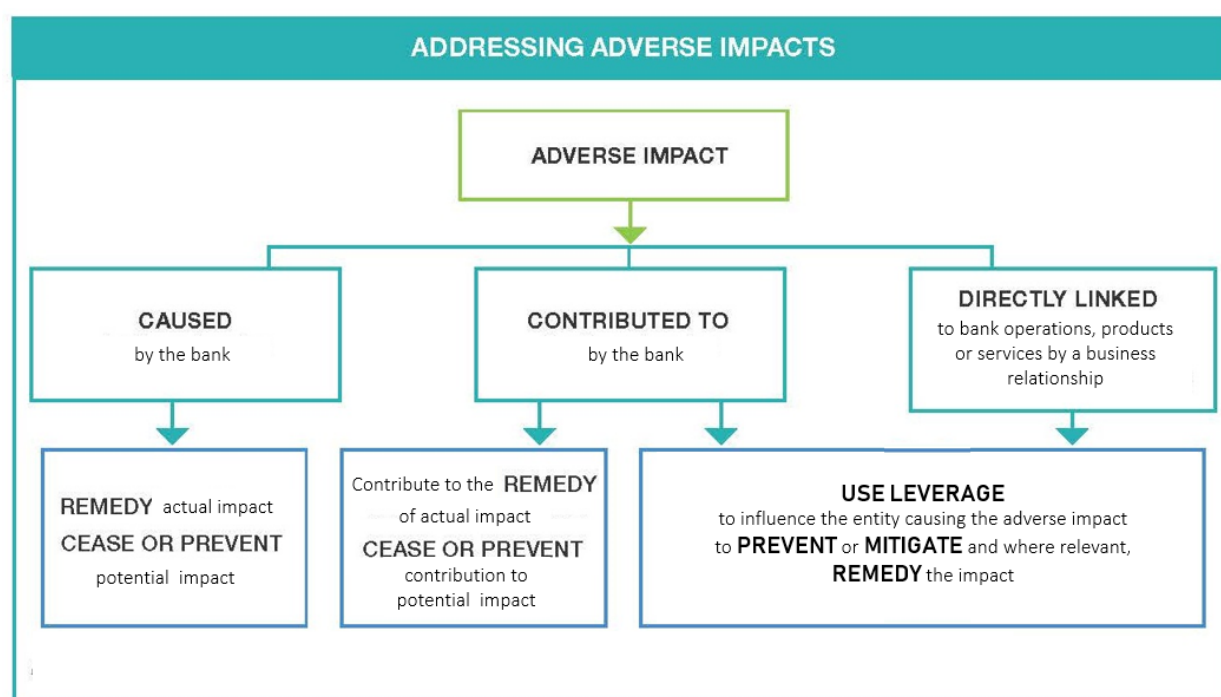 ADDRESSING ADVERSE IMPACTS
ADVERSE IMPACT
CAUSED
by the bank
CONTRIBUTED TO
by the bank
DIRECTLY LINKED
to bank operations, products
or services by a business
relationship
REMEDY actual impact
CEASE OR PREVENT
potential impact
Contribute to the REMEDY
of actual impact
CEASE OR PREVENT
contribution to
potential impact
USE LEVERAGE
to influence the entity causing the adverse impact
to PREVENT or MITIGATE and where relevant,
REMEDY the impact